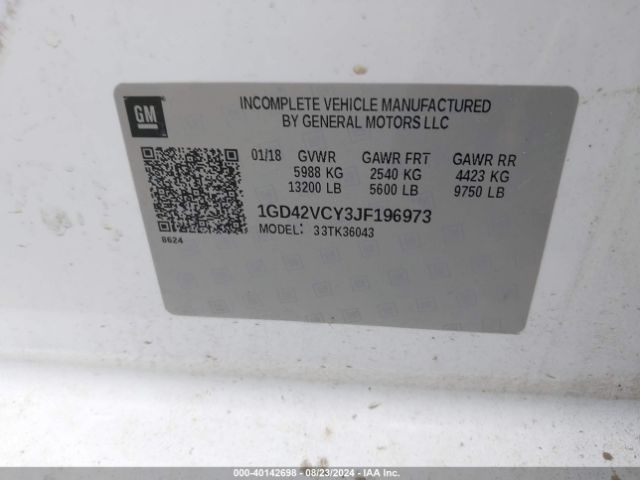 GM
INCOMPLETE VEHICLE MANUFACTURED
BY GENERAL MOTORS LLC
01/18 GVWR GAWR FRT GAWR RR
5988 KG 2540 KG 4423 KG
13200 LB 5600 LB 9750 LB
1GD42VCY3JF196973
MODEL: 33TK36043
8624
000-40142698 - 08/23/2024 - IAA Inc.